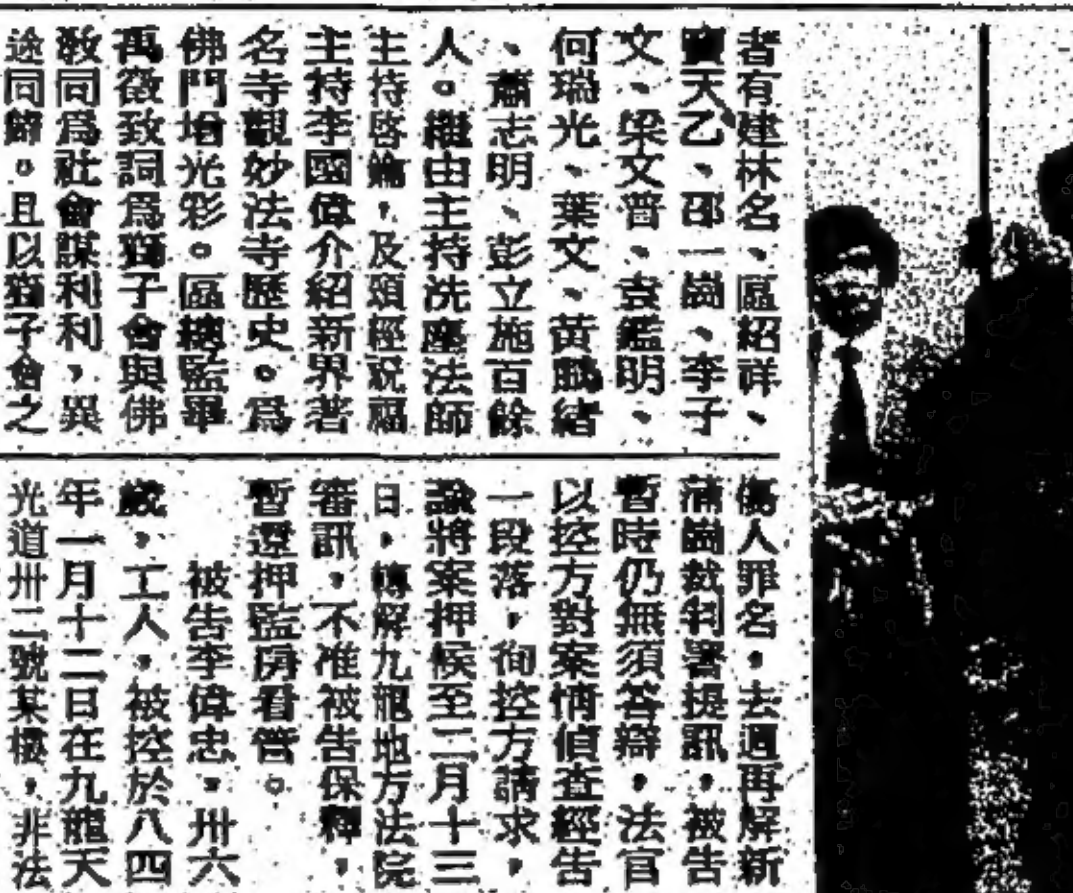 者有建林名、區紹祥、
天乙、邵一崗、李子
文、梁文普、袁鑑明、
何瑞光、葉文、黃緒
、蕭志明、彭立施百餘
人。繼由主持洗塵法師
主持啓鑰,及頌經祝福
主持李國偉介紹新界著
名寺觀妙法寺歷史。爲
佛門增光彩。區總監畢
再致詞爲獅子會與佛
敎同爲社會謀利利,異
途同歸。且以獅子會之
傷人罪名,去週再解新
蒲崗裁判署提訊,被告
暫時仍無須答辯,法官
以控方對案情偵查經告
一段落,徇控方請求,
諭將案押候至二月十三
日,轉解九龍地方法院
審訊,不准被告保釋,
暫還押監房看管。
被告李偉忠,卅六
歲,工人,被控於八四
年一月十二日在九龍天
光道卅二號某樓,非法